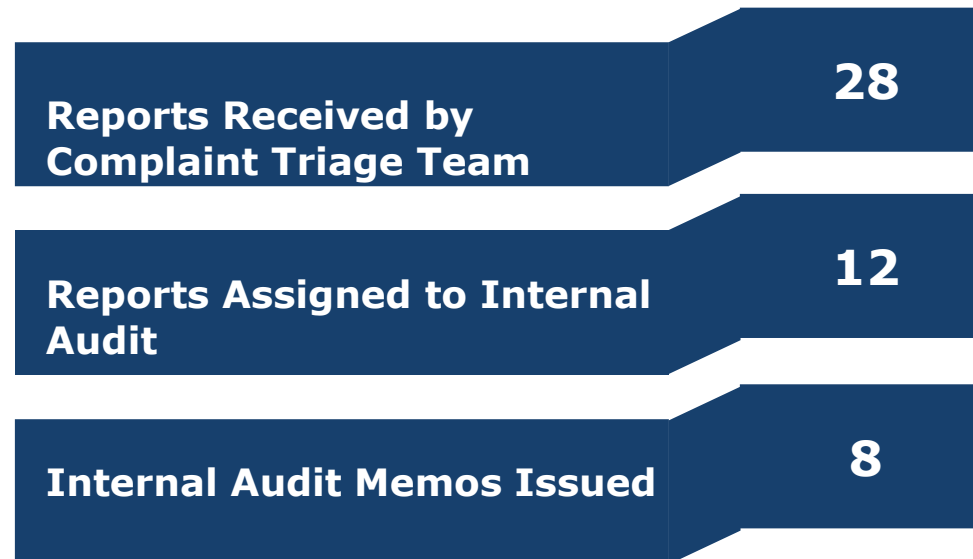 28
Reports Received by
Complaint Triage Team
12
Reports Assigned to Internal
Audit
8
Internal Audit Memos Issued